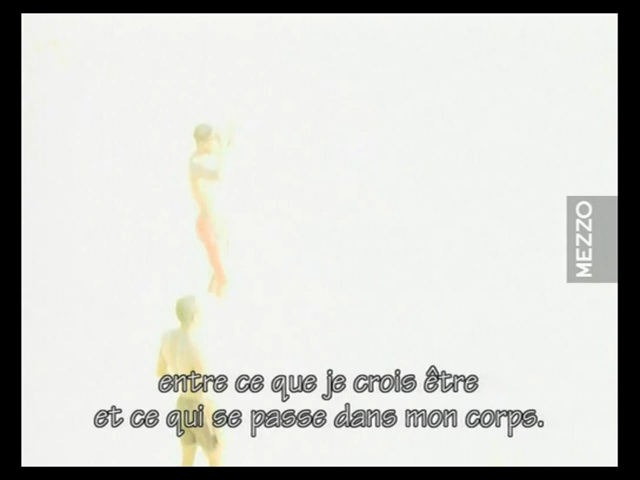 MEZZO
entre ce que je crois être
et ce qui se passe dans mon corps.